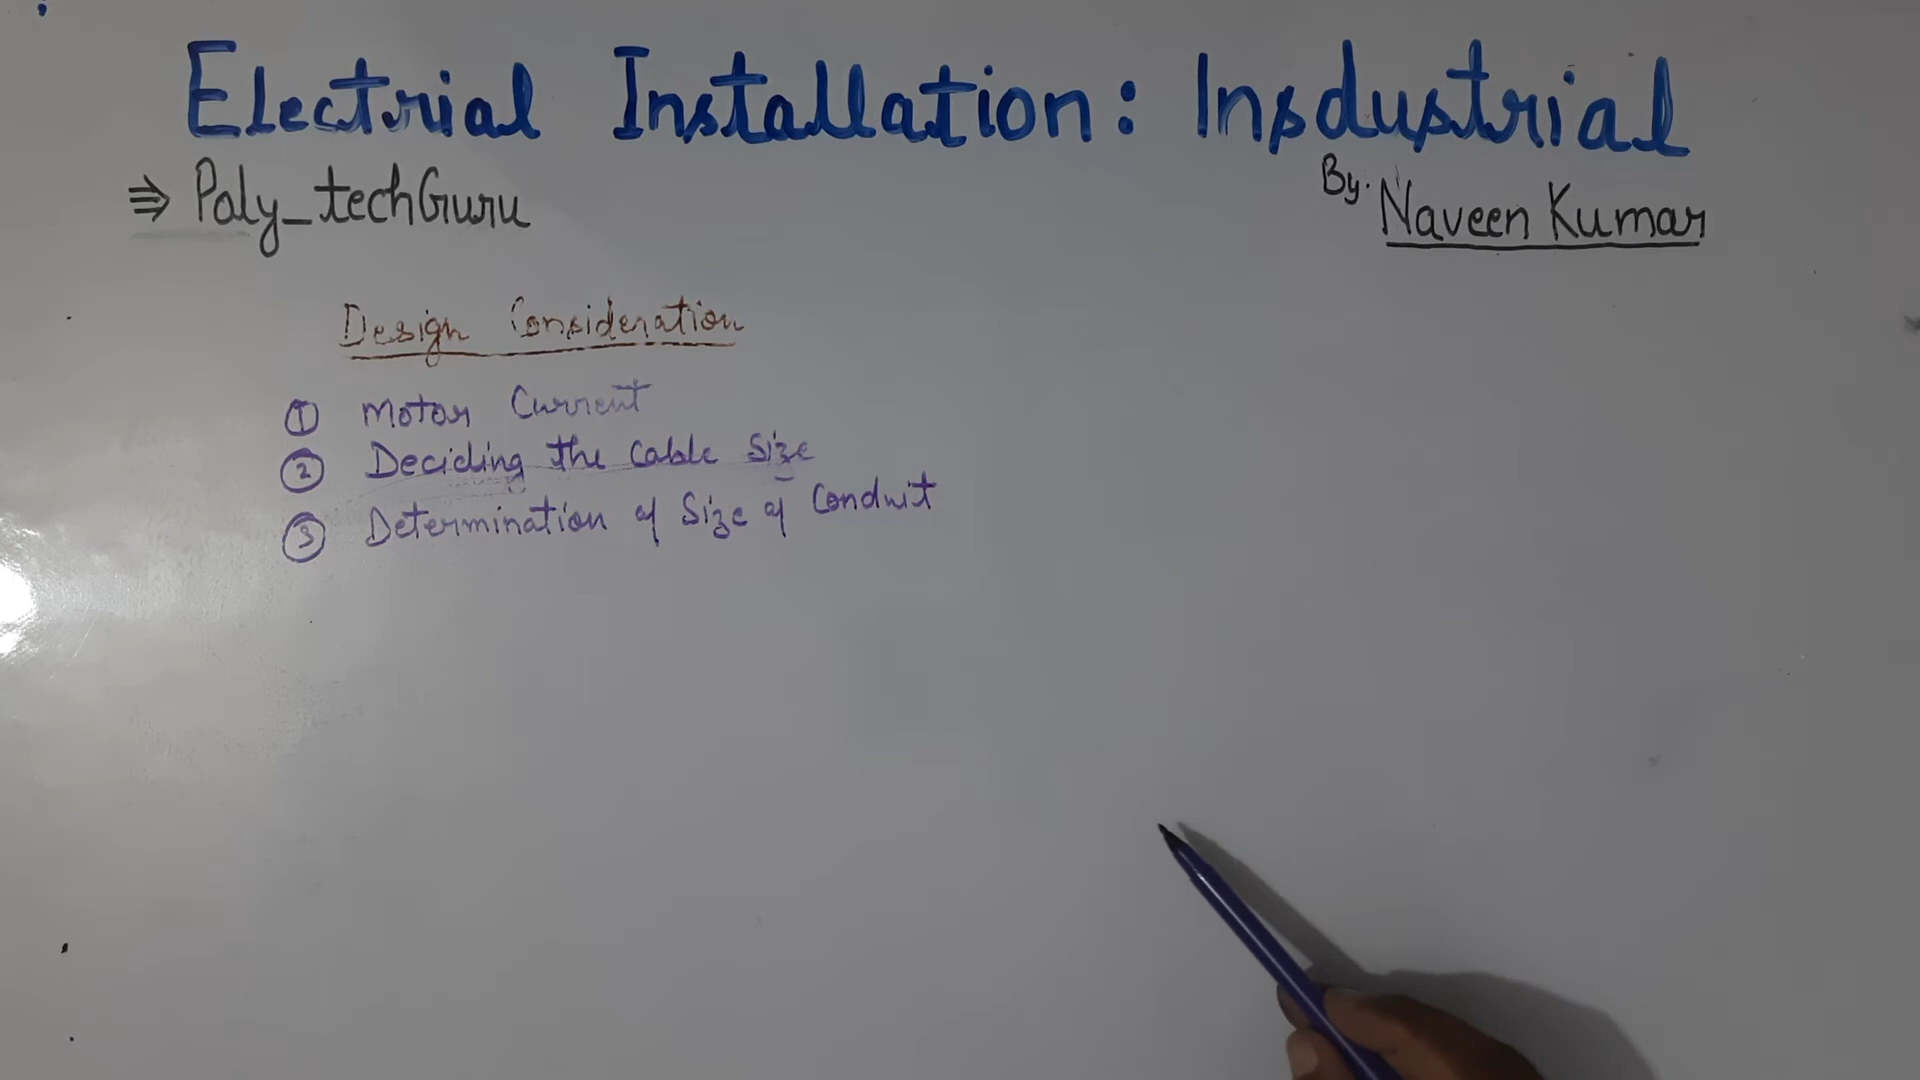 Electrial Installation: Insdustrial
⇒ Poly_techGuru
By. Naveen Kumar
Design Consideration
① Motor Current
② Deciding the Cable Size
③ Determination of Size of Conduit